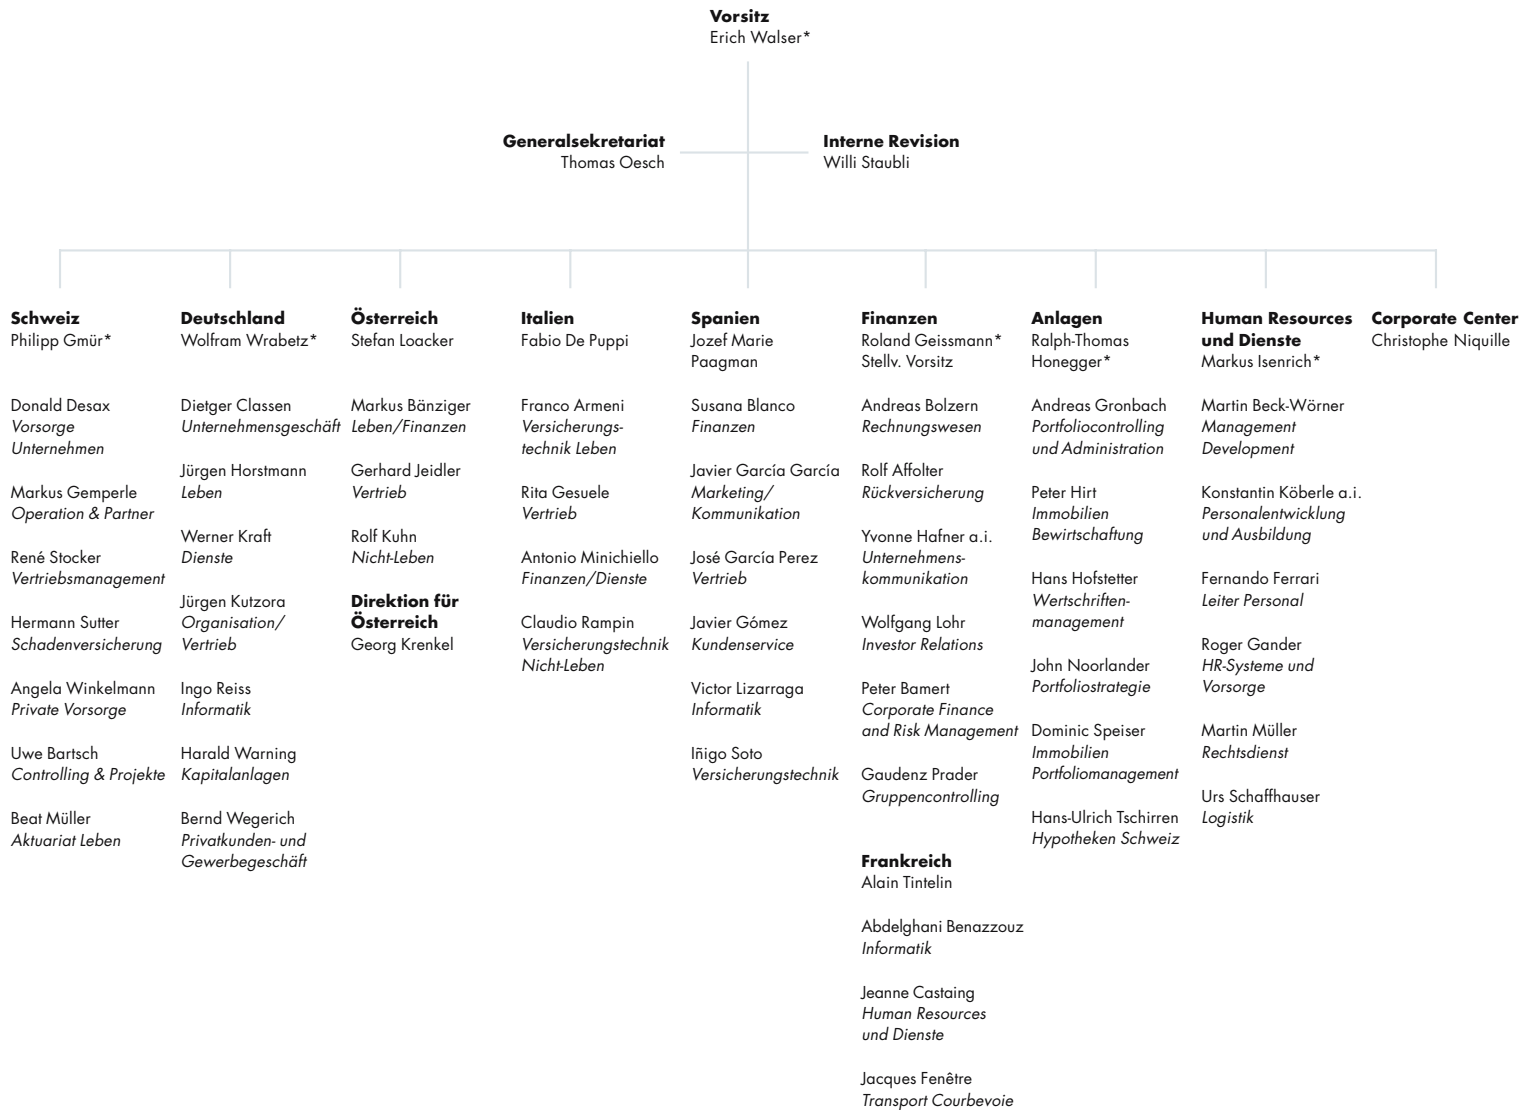 Vorsitz
Erich Walser*
Generalsekretariat
Thomas Oesch
Interne Revision
Willi Staubli
Schweiz
Philipp Gmür*
Donald Desax
Vorsorge
Unternehmen
Markus Gemperle
Operation & Partner
René Stocker
Vertriebsmanagement
Hermann Sutter
Schadenversicherung
Angela Winkelmann
Private Vorsorge
Uwe Bartsch
Controlling & Projekte
Beat Müller
Aktuariat Leben
Deutschland
Wolfram Wrabetz*
Dietger Classen
Unternehmensgeschäft
Jürgen Horstmann
Leben
Werner Kraft
Dienste
Jürgen Kutzora
Organisation/
Vertrieb
Ingo Reiss
Informatik
Harald Warning
Kapitalanlagen
Bernd Wegerich
Privatkunden- und
Gewerbegeschäft
Österreich
Stefan Loacker
Markus Bänziger
Leben/Finanzen
Gerhard Jeidler
Vertrieb
Rolf Kuhn
Nicht-Leben
Direktion für
Österreich
Georg Krenkel
Italien
Fabio De Puppi
Franco Armeni
Versicherungs-
technik Leben
Rita Gesuele
Vertrieb
Antonio Minichiello
Finanzen/Dienste
Claudio Rampin
Versicherungstechnik
Nicht-Leben
Spanien
Jozef Marie
Paagman
Susana Blanco
Finanzen
Javier García García
Marketing/
Kommunikation
José García Perez
Vertrieb
Javier Gómez
Kundenservice
Victor Lizarraga
Informatik
Iñigo Soto
Versicherungstechnik
Finanzen
Roland Geissmann*
Stellv. Vorsitz
Andreas Bolzern
Rechnungswesen
Rolf Affolter
Rückversicherung
Yvonne Hafner a.i.
Unternehmens-
kommunikation
Wolfgang Lohr
Investor Relations
Peter Bamert
Corporate Finance
and Risk Management
Gaudenz Prader
Gruppencontrolling
Frankreich
Alain Tintelin
Abdelghani Benazzouz
Informatik
Jeanne Castaing
Human Resources
und Dienste
Jacques Fenêtre
Transport Courbevoie
Anlagen
Ralph-Thomas
Honegger*
Andreas Gronbach
Portfoliocontrolling
und Administration
Peter Hirt
Immobilien
Bewirtschaftung
Hans Hofstetter
Wertschriften-
management
John Noorlander
Portfoliostrategie
Dominic Speiser
Immobilien
Portfoliomanagement
Hans-Ulrich Tschirren
Hypotheken Schweiz
Human Resources
und Dienste
Markus Isenrich*
Martin Beck-Wörner
Management
Development
Konstantin Köberle a.i.
Personalentwicklung
und Ausbildung
Fernando Ferrari
Leiter Personal
Roger Gander
HR-Systeme und
Vorsorge
Martin Müller
Rechtsdienst
Urs Schaffhauser
Logistik
Corporate Center
Christophe Niquille